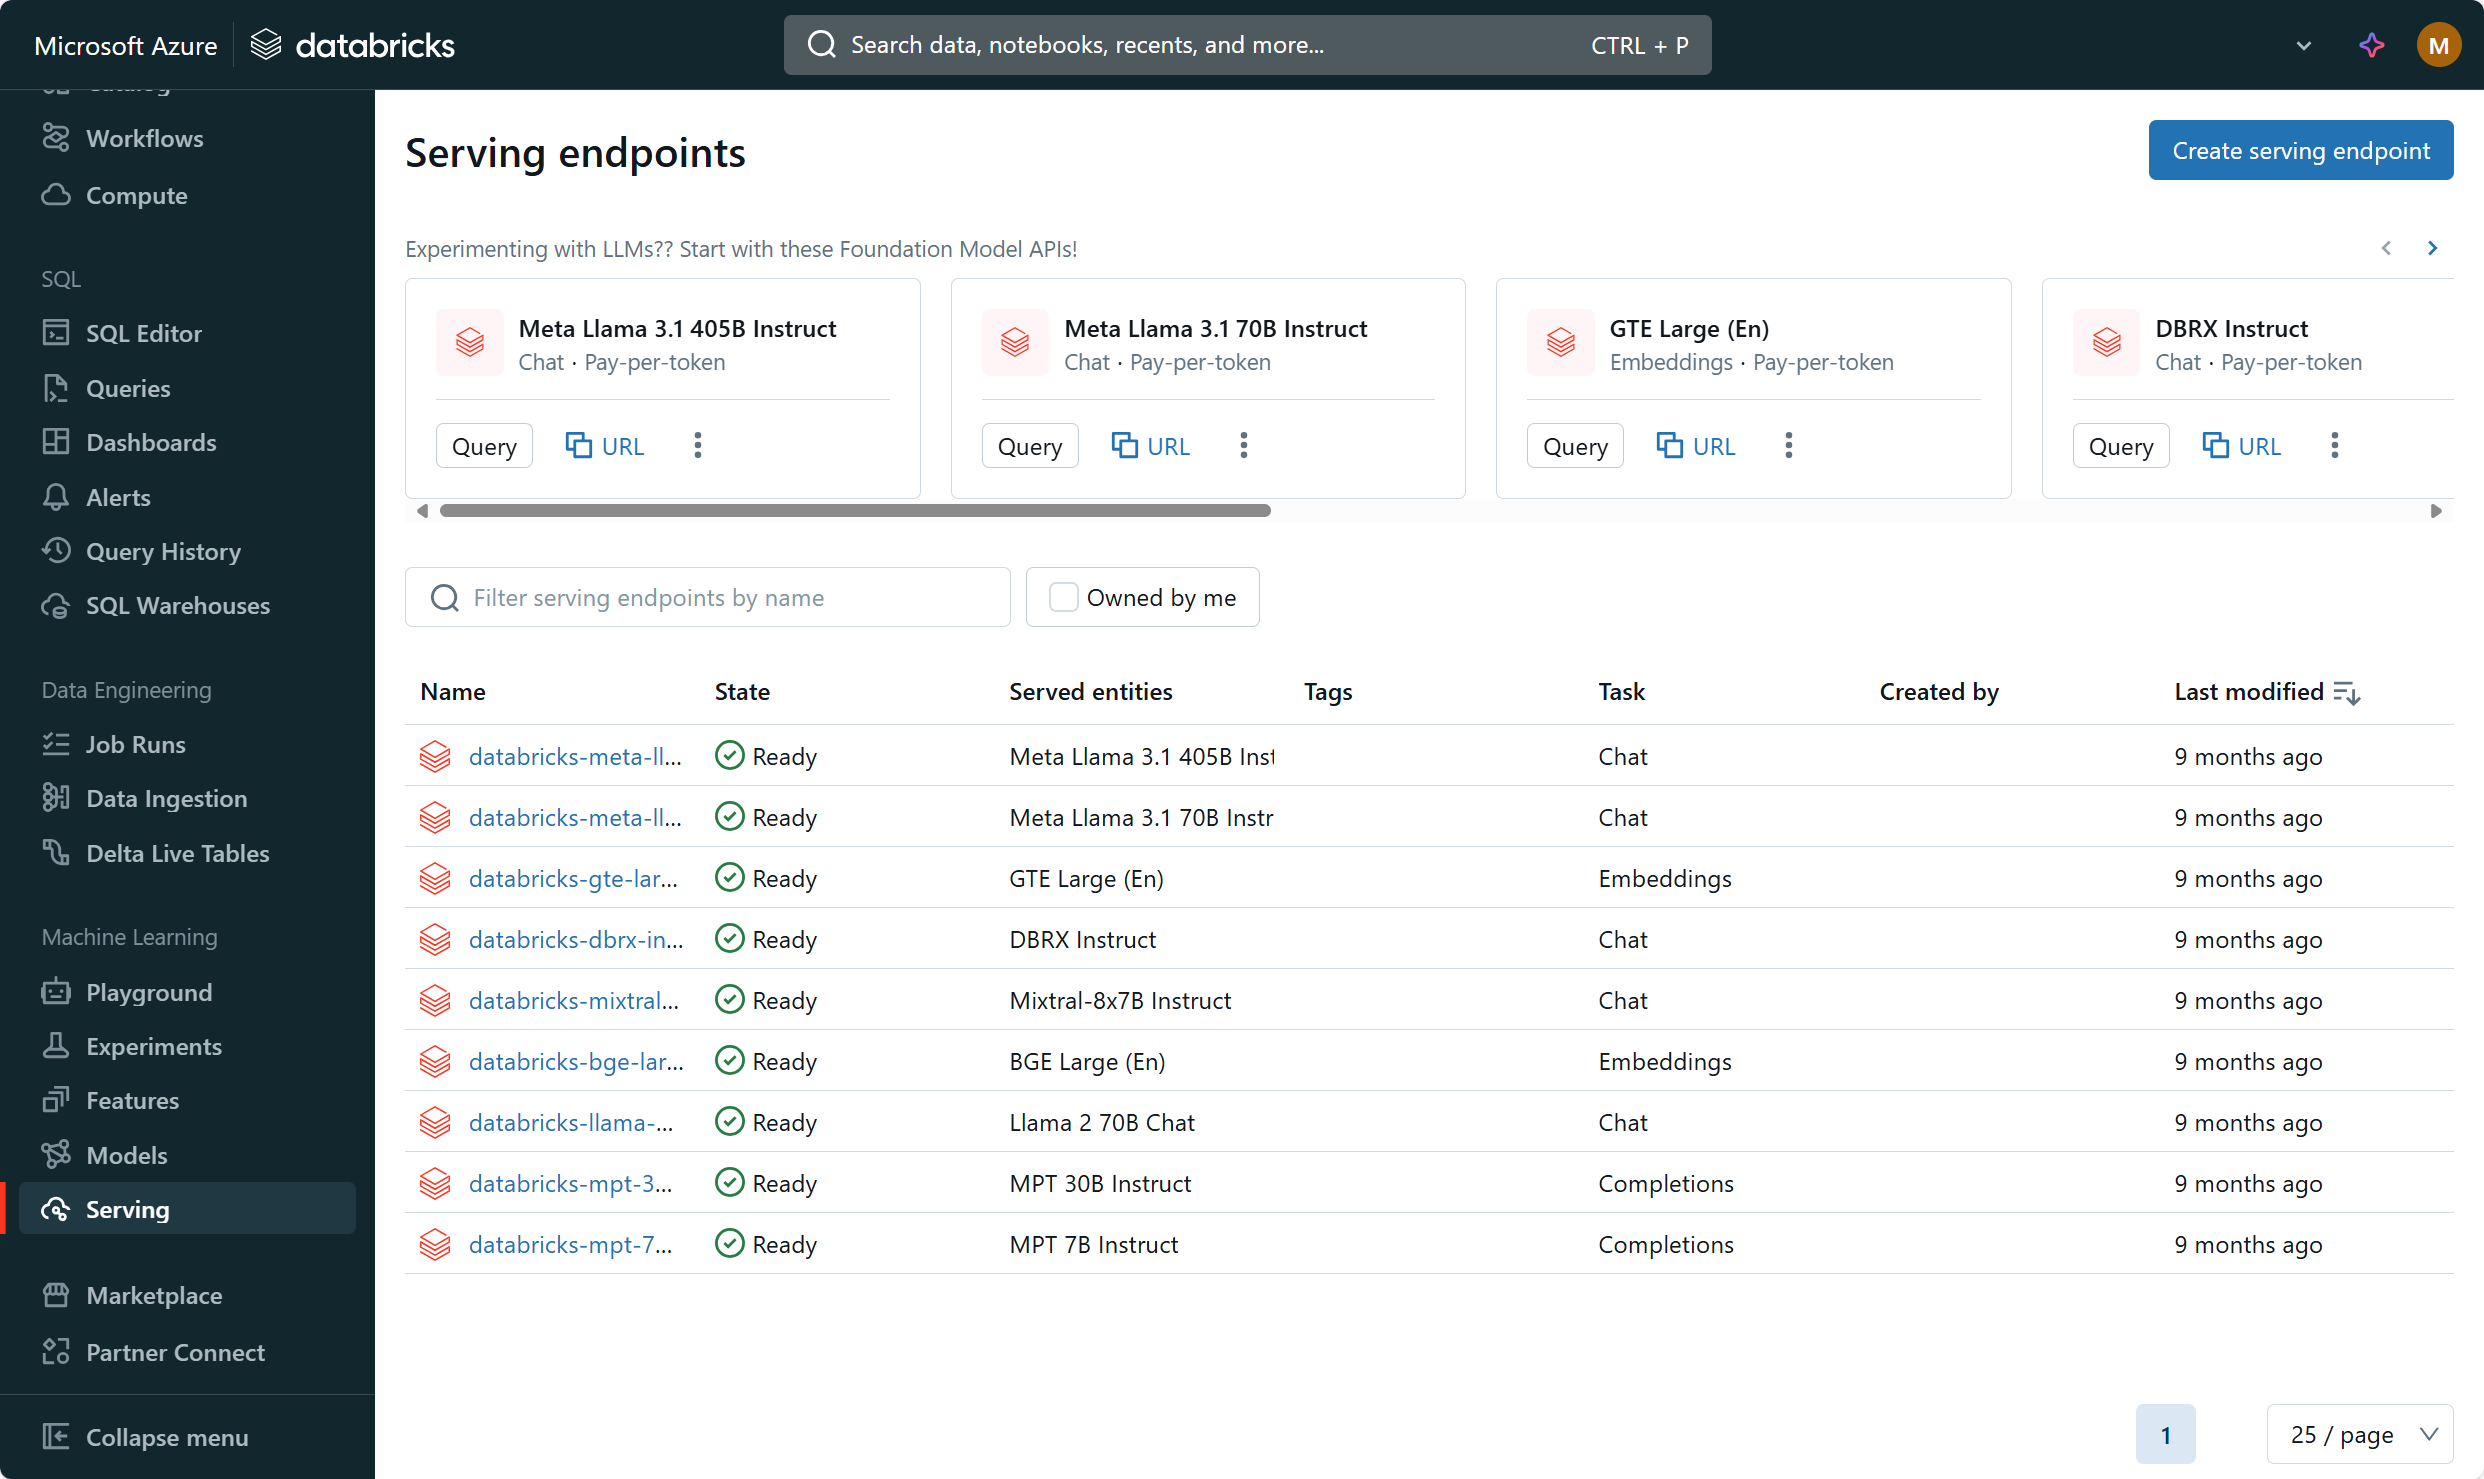 Microsoft Azure
databricks
Search data, notebooks, recents, and more...
CTRL + P
M
Catalog
Workflows
Compute
SQL
SQL Editor
Queries
Dashboards
Alerts
Query History
SQL Warehouses
Data Engineering
Job Runs
Data Ingestion
Delta Live Tables
Machine Learning
Playground
Experiments
Features
Models
Serving
Marketplace
Partner Connect
Collapse menu
Serving endpoints
Create serving endpoint
Experimenting with LLMs?? Start with these Foundation Model APIs!
Meta Llama 3.1 405B Instruct
Chat · Pay-per-token
Query URL
Meta Llama 3.1 70B Instruct
Chat · Pay-per-token
Query URL
GTE Large (En)
Embeddings · Pay-per-token
Query URL
DBRX Instruct
Chat · Pay-per-token
Query URL
Filter serving endpoints by name
Owned by me
Name State Served entities Tags Task Created by Last modified
databricks-meta-ll... Ready Meta Llama 3.1 405B Inst Chat 9 months ago
databricks-meta-ll... Ready Meta Llama 3.1 70B Instr Chat 9 months ago
databricks-gte-lar... Ready GTE Large (En) Embeddings 9 months ago
databricks-dbrx-in... Ready DBRX Instruct Chat 9 months ago
databricks-mixtral... Ready Mixtral-8x7B Instruct Chat 9 months ago
databricks-bge-lar... Ready BGE Large (En) Embeddings 9 months ago
databricks-llama-... Ready Llama 2 70B Chat Chat 9 months ago
databricks-mpt-3... Ready MPT 30B Instruct Completions 9 months ago
databricks-mpt-7... Ready MPT 7B Instruct Completions 9 months ago
1
25 / page